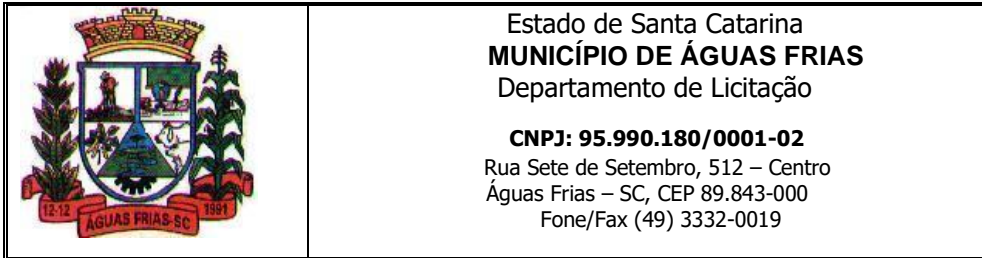 Estado de Santa Catarina
MUNICÍPIO DE ÁGUAS FRIAS
Departamento de Licitação
CNPJ: 95.990.180/0001-02
Rua Sete de Setembro, 512 – Centro
Águas Frias – SC, CEP 89.843-000
Fone/Fax (49) 3332-0019
12-12
ÁGUAS FRIAS-SC
1991